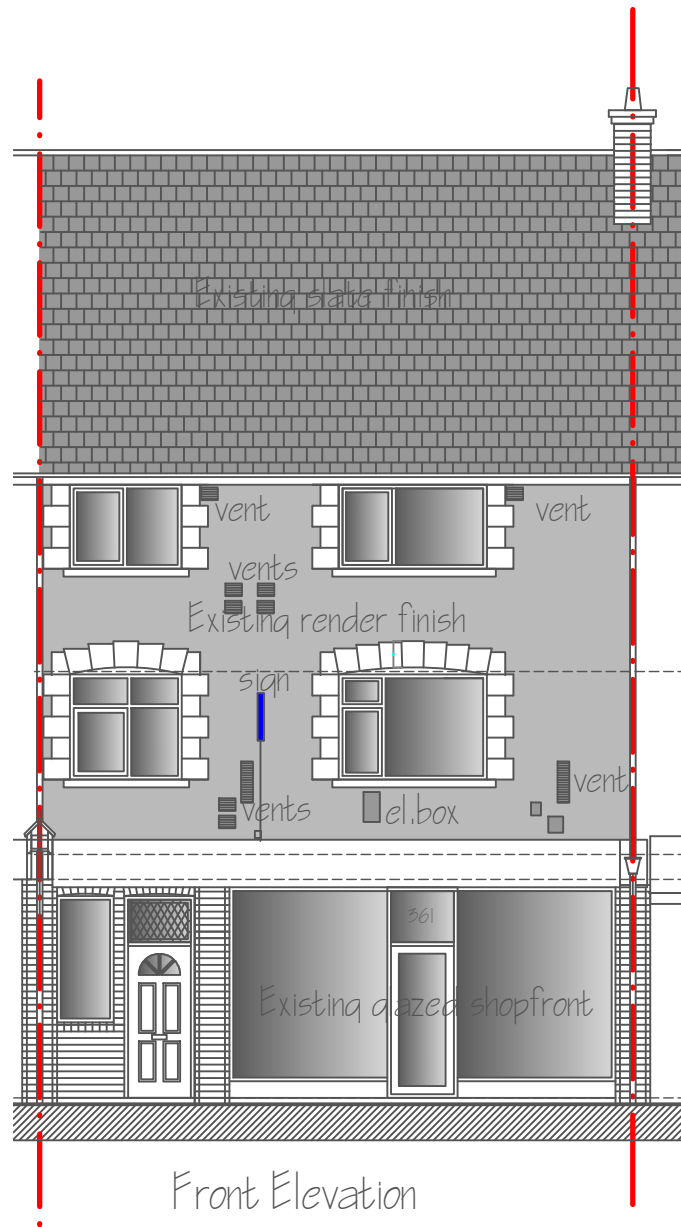 Existing slate finish
vent
vent
vents
Existing render finish
sign
vent
vents
el.box
361
Existing glazed shopfront
Front Elevation